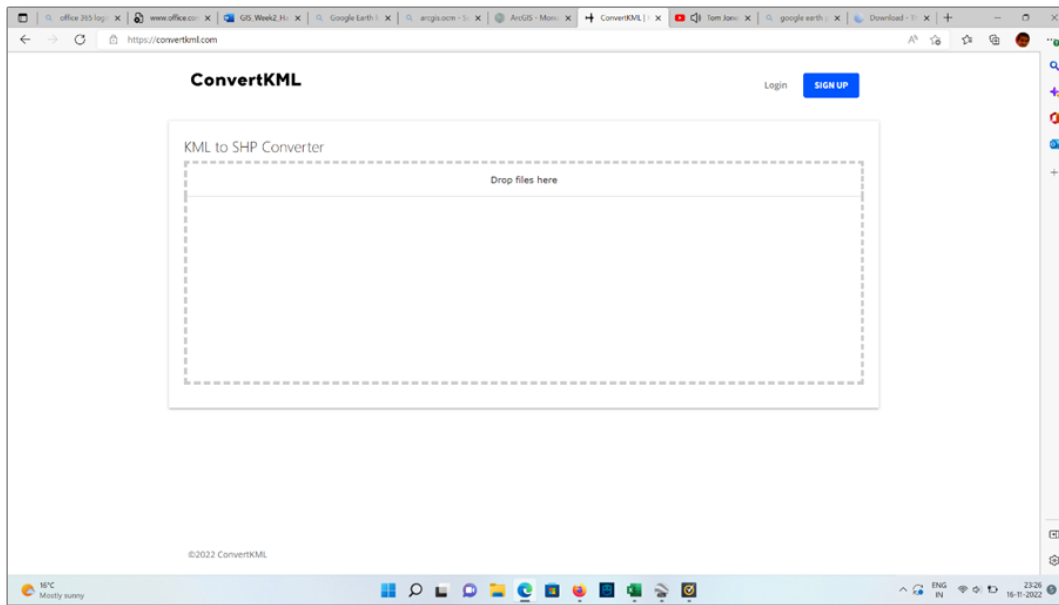 office 365 log
www.office.co
GIS_Week2_Ha
Google Earth
arcgis.ocm - S
ArcGIS - Mon
ConvertKML |
Tom Jone
google earth
Download - T
https://convertkml.com
ConvertKML
Login
SIGN UP
KML to SHP Converter
Drop files here
©2022 ConvertKML
16°C
Mostly sunny
ENG
IN
23:26
16-11-2022